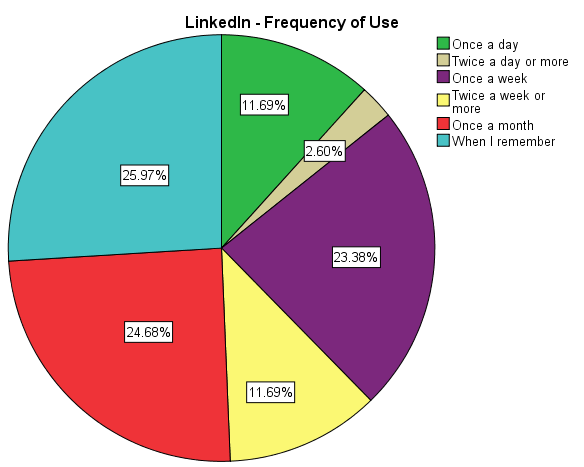 LinkedIn - Frequency of Use
Once a day
Twice a day or more
Once a week
Twice a week or
more
Once a month
When I remember
11.69%
2.60%
25.97%
23.38%
24.68%
11.69%